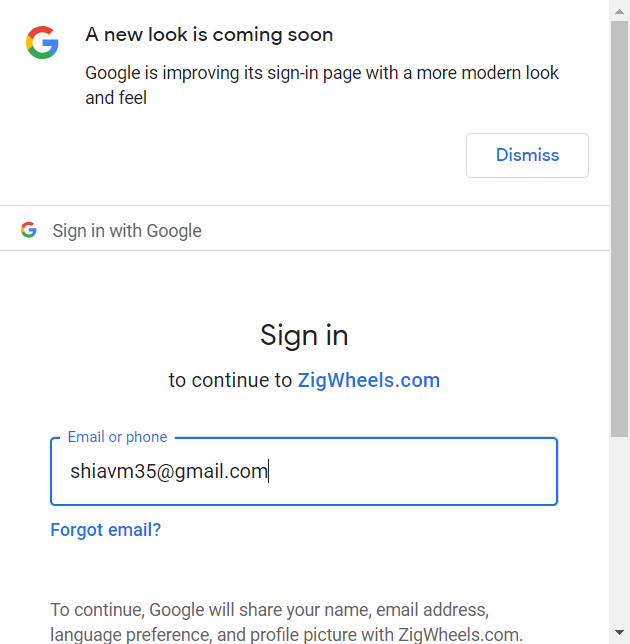 A new look is coming soon
Google is improving its sign-in page with a more modern look
and feel
Dismiss
Sign in with Google
Sign in
to continue to ZigWheels.com
Email or phone
shiavm35@gmail.com
Forgot email?
To continue, Google will share your name, email address,
language preference, and profile picture with ZigWheels.com.